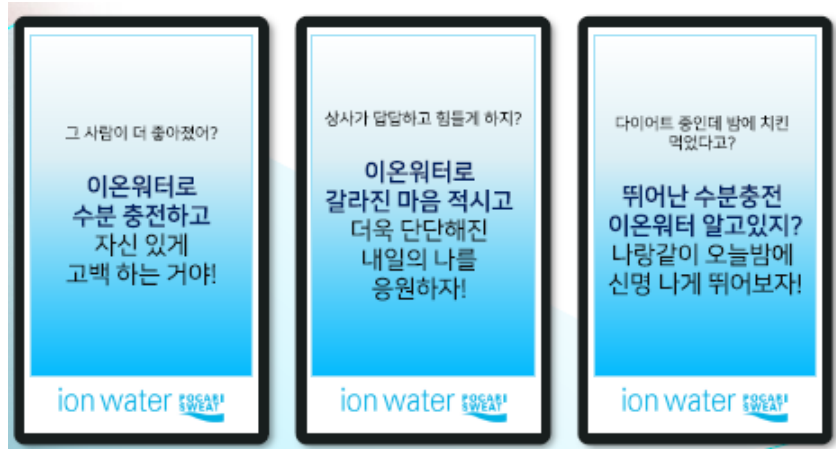 그 사람이 더 좋아졌어?
이온워터로
수분 충전하고
자신 있게
고백 하는 거야!
ion water POCARI
SWEAT
상사가 답답하고 힘들게 하지?
이온워터로
갈라진 마음 적시고
더욱 단단해진
내일의 나를
응원하자!
ion water POCARI
SWEAT
다이어트 중인데 밤에 치킨
먹었다고?
뛰어난 수분충전
이온워터 알고있지?
나랑같이 오늘밤에
신명 나게 뛰어보자!
ion water POCARI
SWEAT